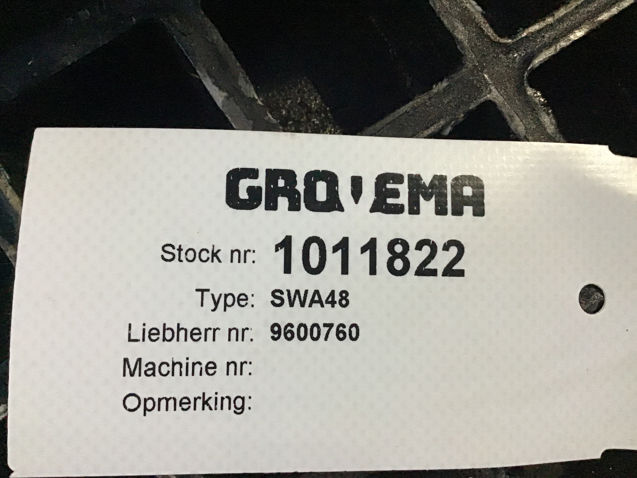 GROVEMA
Stock nr: 1011822
Type: SWA48
Liebherr nr: 9600760
Machine nr:
Opmerking: